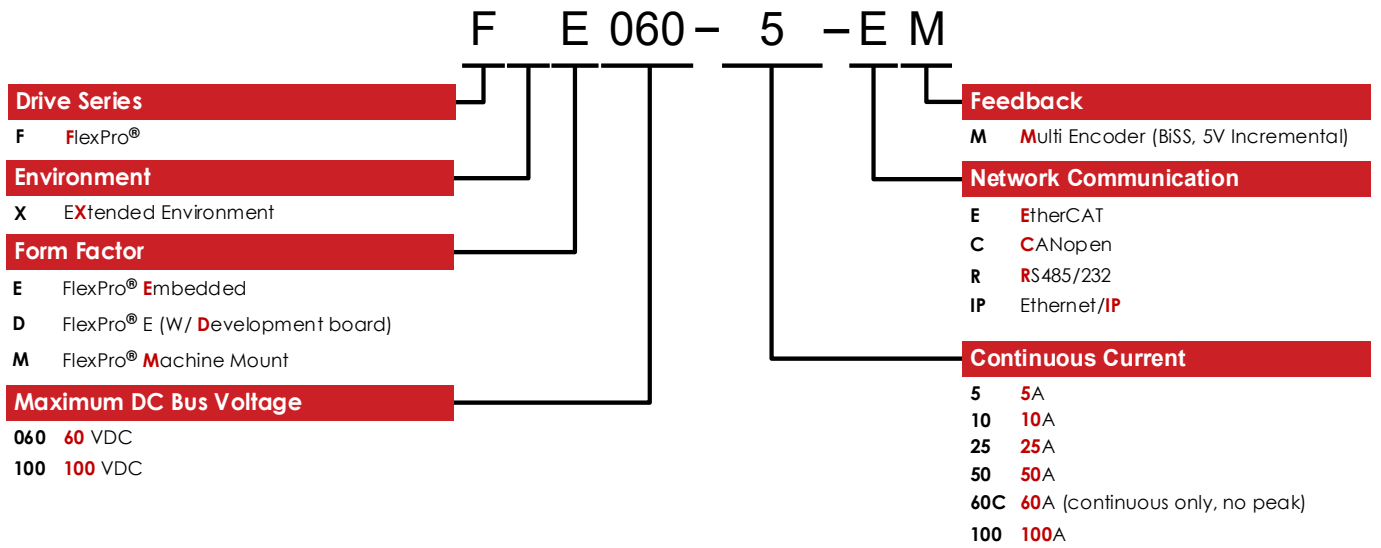 F E 060 – 5 – E M
Drive Series
F FlexPro®
Environment
X EXtended Environment
Form Factor
E FlexPro® Embedded
D FlexPro® E (W/ Development board)
M FlexPro® Machine Mount
Maximum DC Bus Voltage
060 60 VDC
100 100 VDC
Feedback
M Multi Encoder (BiSS, 5V Incremental)
Network Communication
E EtherCAT
C CANopen
R RS485/232
IP Ethernet/IP
Continuous Current
5 5A
10 10A
25 25A
50 50A
60C 60A (continuous only, no peak)
100 100A